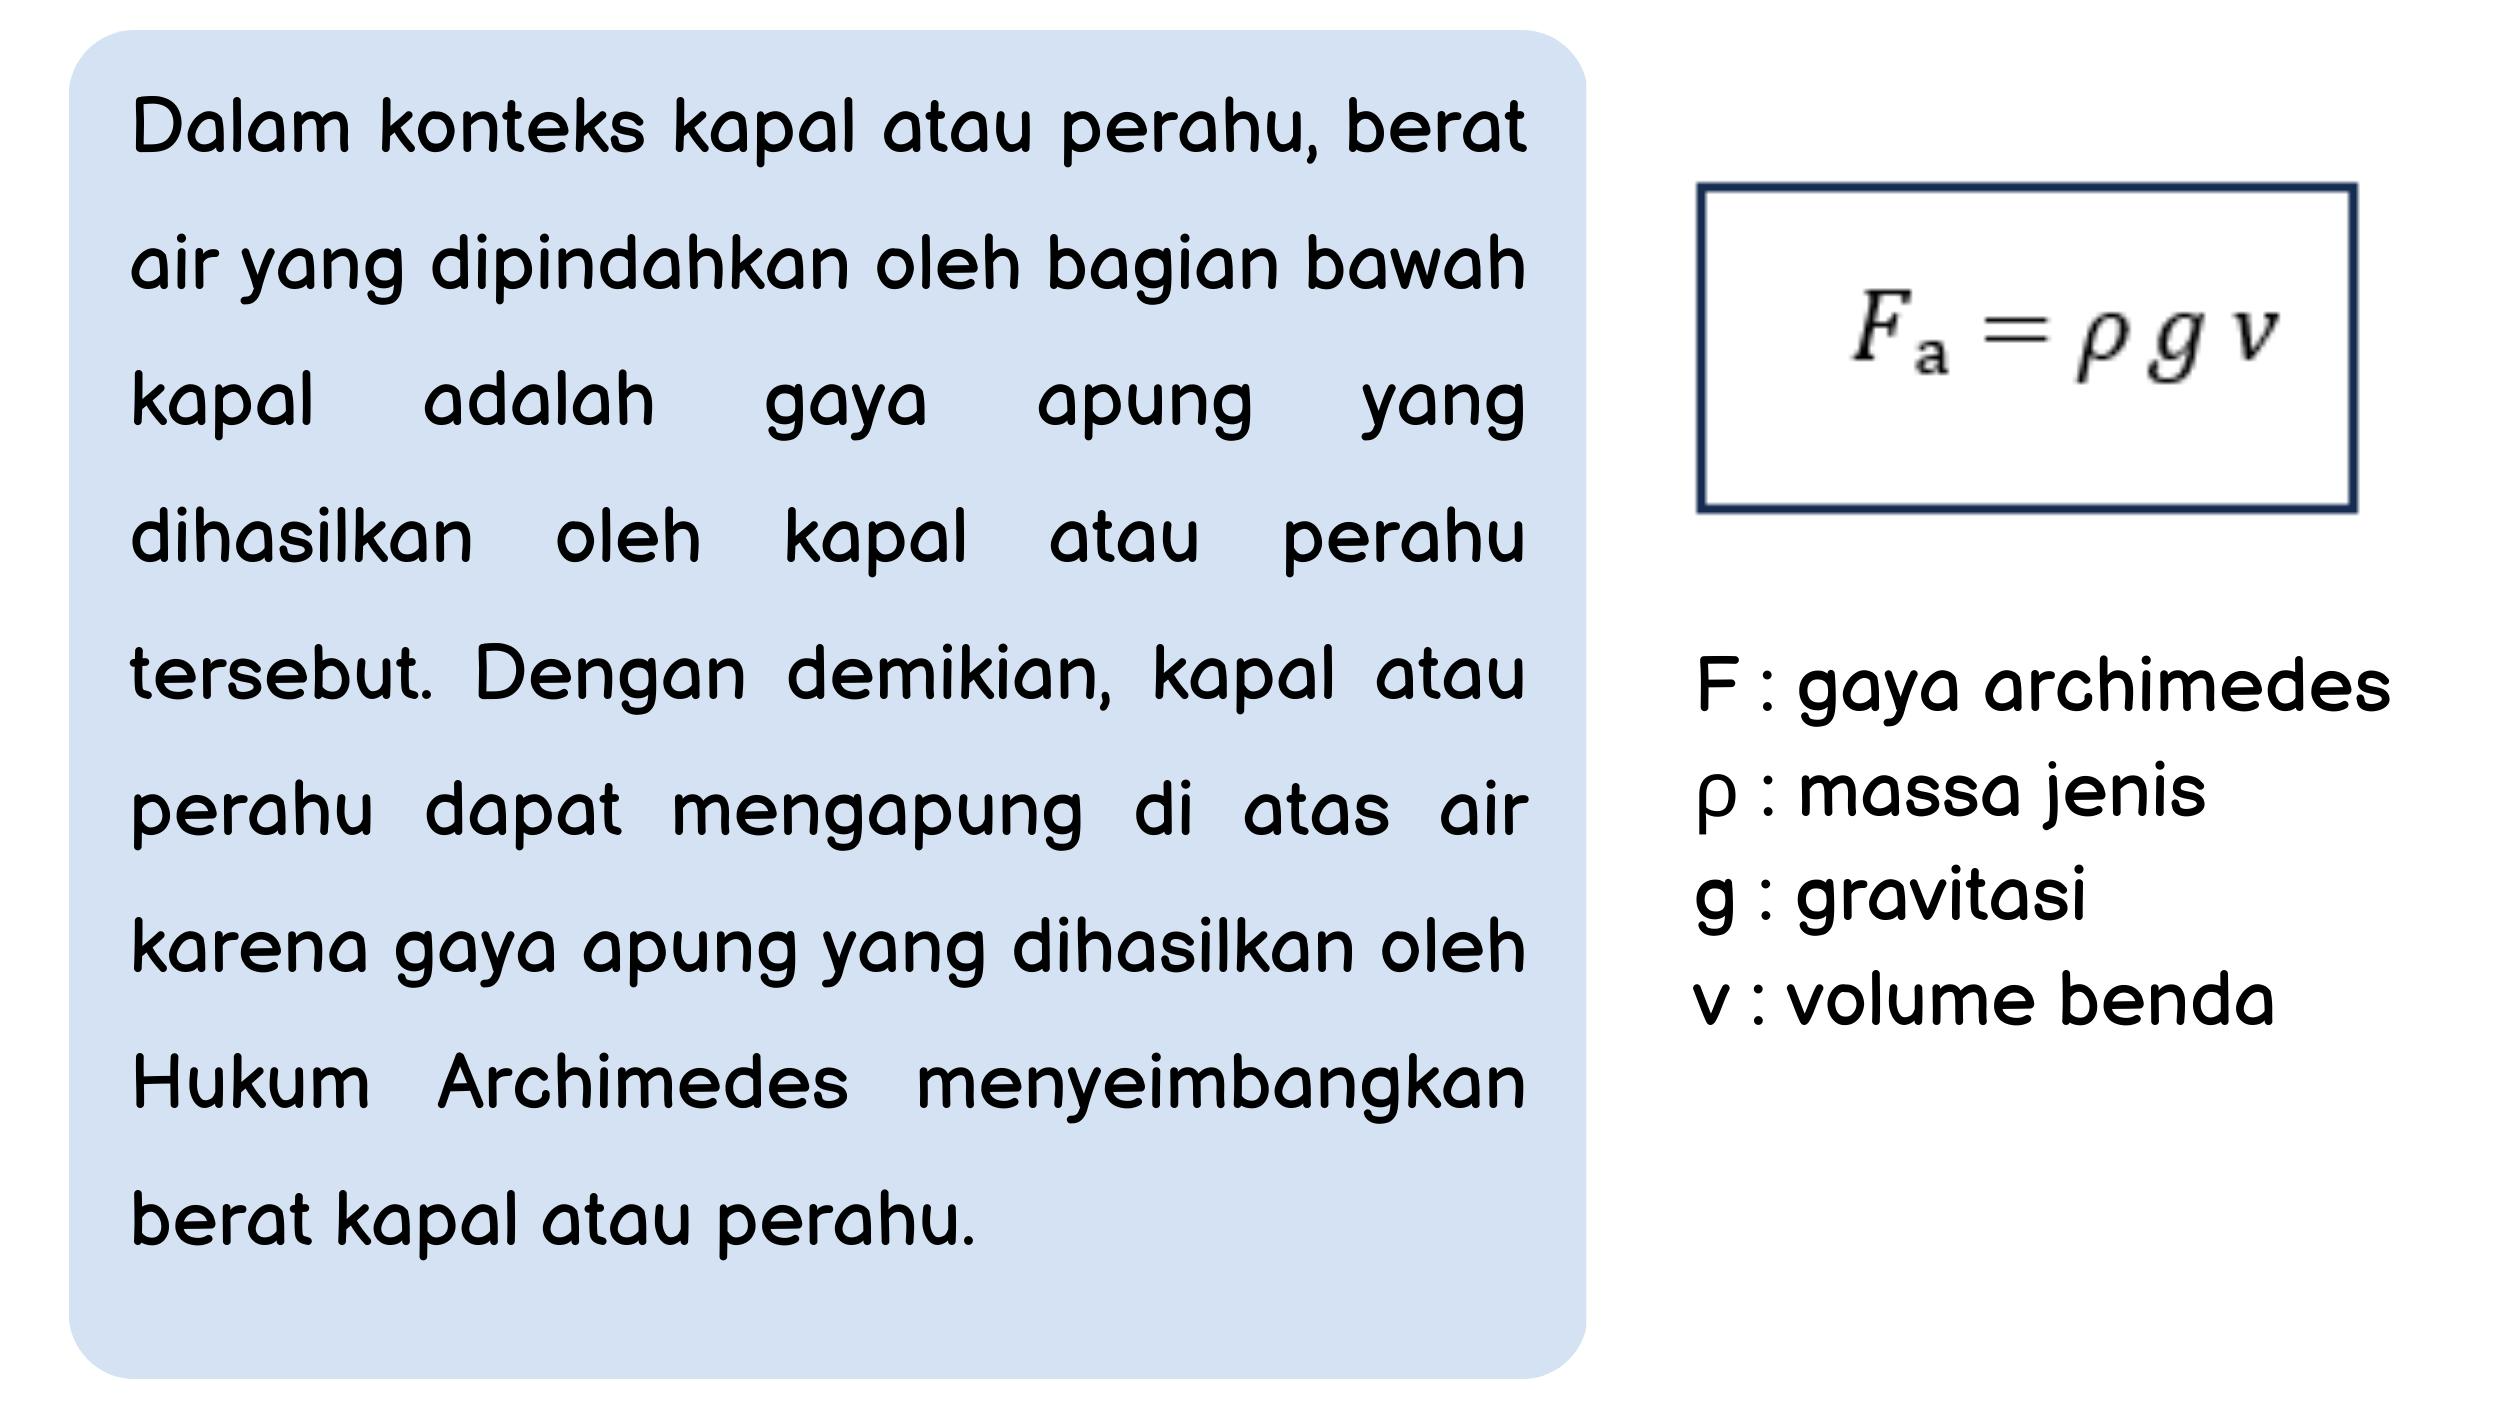 Dalam konteks kapal atau perahu, berat
air yang dipindahkan oleh bagian bawah
kapal adalah gaya apung yang
dihasilkan oleh kapal atau perahu
tersebut. Dengan demikian, kapal atau
perahu dapat mengapung di atas air
karena gaya apung yang dihasilkan oleh
Hukum Archimedes menyeimbangkan
berat kapal atau perahu.
Fa = ρ g v
F : gaya archimedes
ρ : massa jenis
g : gravitasi
v : volume benda